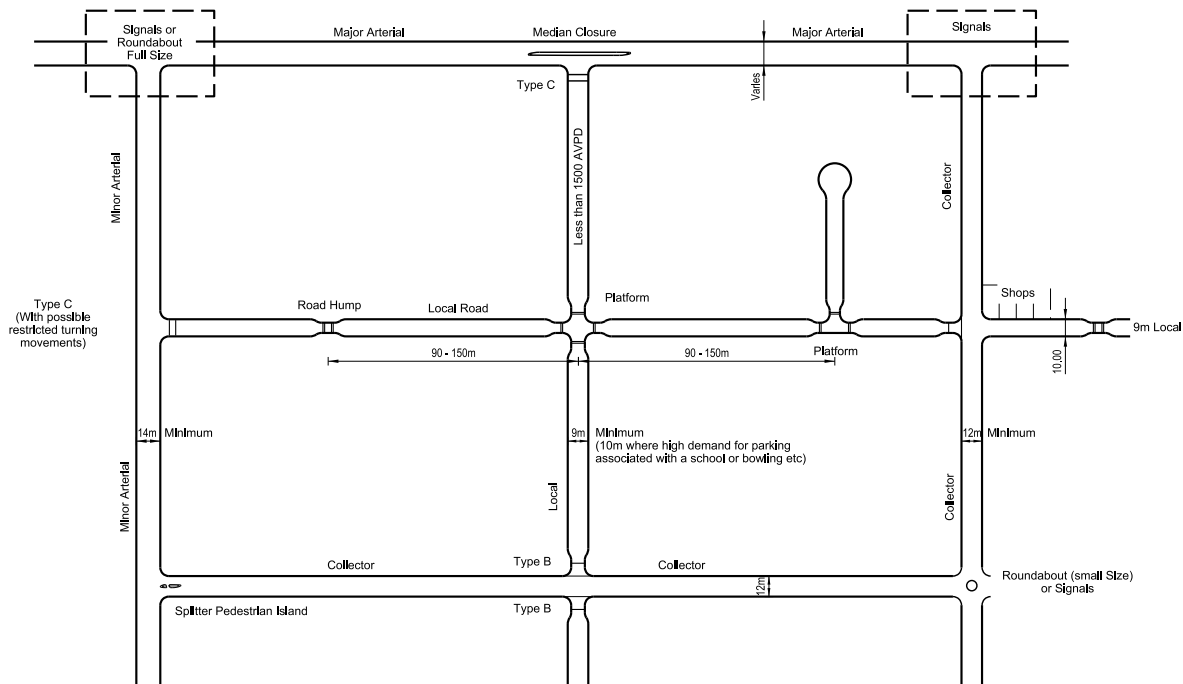 Signals or
Roundabout
Full Size
Major Arterial
Median Closure
Major Arterial
Signals
Type C
Varies
Minor Arterial
Less than 1500 AVPD
Collector
Type C
(With possible
restricted turning
movements)
Road Hump
Local Road
Platform
Shops
9m Local
90 - 150m
90 - 150m
Platform
10.00
14m
Minimum
9m
Minimum
(10m where high demand for parking
associated with a school or bowling etc)
12m
Minimum
Minor Arterial
Local
Collector
Type B
Collector
Collector
12m
Roundabout (small Size)
or Signals
Splitter Pedestrian Island
Type B